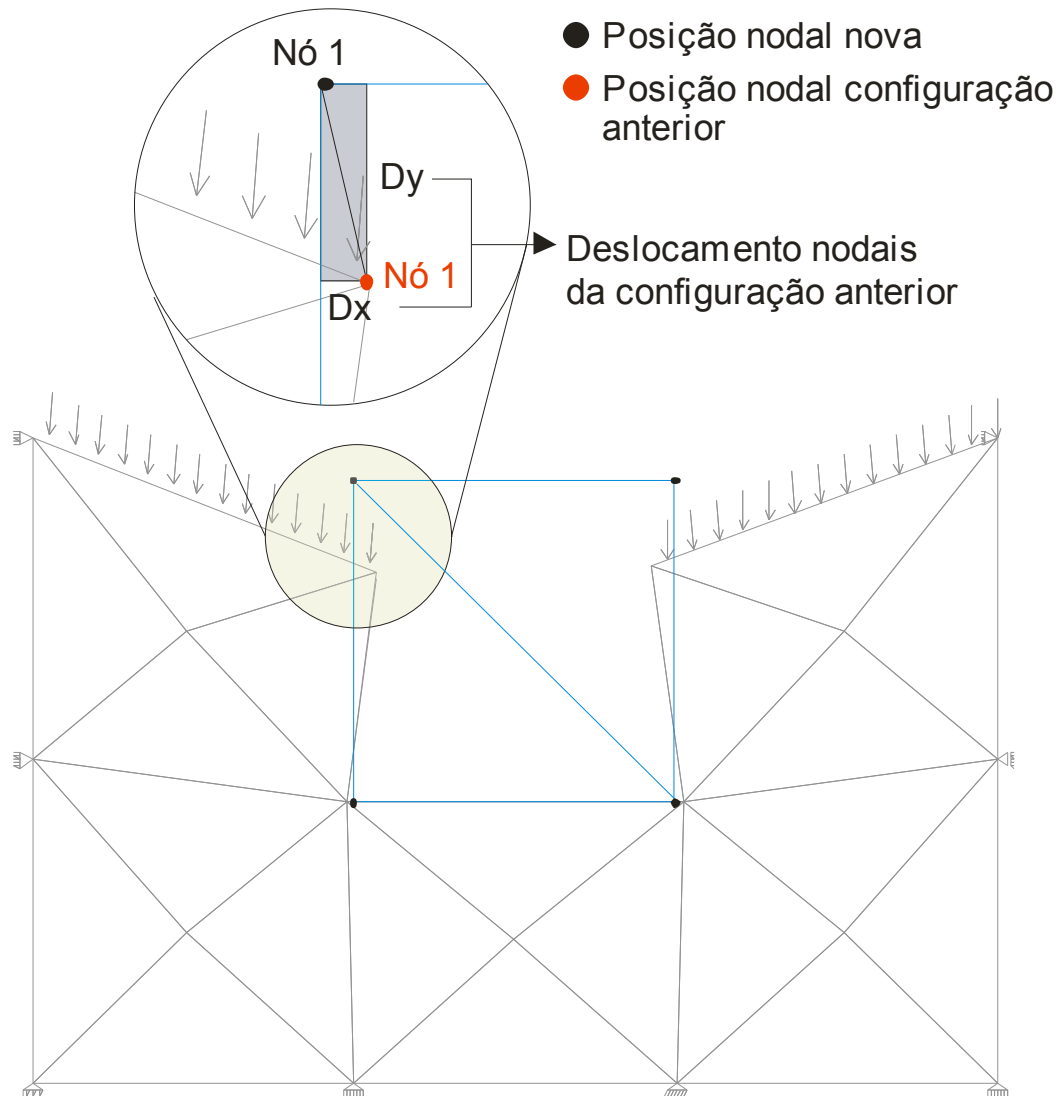 Nó 1
Posição nodal nova
Posição nodal configuração
anterior
Dy
Nó 1
Dx
Deslocamento nodais
da configuração anterior